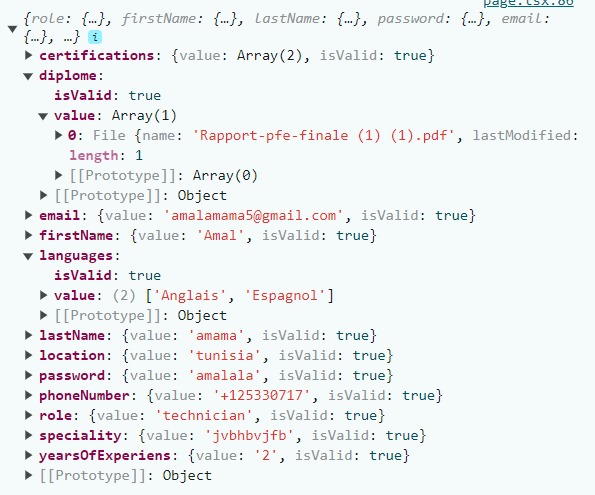 page.tsx:86
{role: {…}, firstName: {…}, lastName: {…}, password: {…}, email:
▼ {…}, …} i
▶ certifications: {value: Array(2), isValid: true}
▼ diplome:
isValid: true
▼ value: Array(1)
▶ 0: File {name: 'Rapport-pfe-finale (1) (1).pdf', lastModified:
length: 1
▶ [[Prototype]]: Array(0)
▶ [[Prototype]]: Object
▶ email: {value: 'amalamama5@gmail.com', isValid: true}
▶ firstName: {value: 'Amal', isValid: true}
▼ languages:
isValid: true
▶ value: (2) ['Anglais', 'Espagnol']
▶ [[Prototype]]: Object
▶ lastName: {value: 'amama', isValid: true}
▶ location: {value: 'tunisia', isValid: true}
▶ password: {value: 'amalala', isValid: true}
▶ phoneNumber: {value: '+125330717', isValid: true}
▶ role: {value: 'technician', isValid: true}
▶ speciality: {value: 'jvbhbvjfb', isValid: true}
▶ yearsOfExperiens: {value: '2', isValid: true}
▶ [[Prototype]]: Object